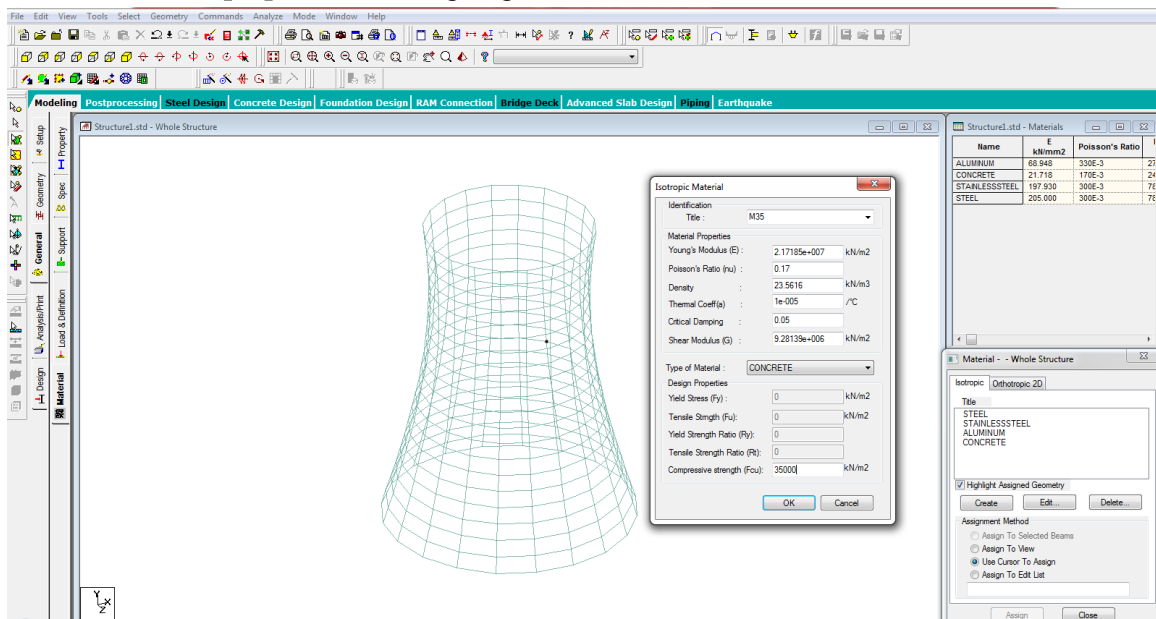 File Edit View Tools Select Geometry Commands Analyze Mode Window Help
Modeling Postprocessing Steel Design Concrete Design Foundation Design RAM Connection Bridge Deck Advanced Slab Design Piping Earthquake
Setup
Geometry
General
Analysis/Print
Design
Property
Spec
Support
Load & Definition
Material
Structure1.std - Whole Structure
Y
X
Z
Isotropic Material
Identification
Title : M35
Material Properties
Young's Modulus (E) : 2.17185e+007 kN/m2
Poisson's Ratio (nu) : 0.17
Density : 23.5616 kN/m3
Thermal Coeff(a) : 1e-005 /°C
Critical Damping : 0.05
Shear Modulus (G) : 9.28139e+006 kN/m2
Type of Material : CONCRETE
Design Properties
Yield Stress (Fy) : 0 kN/m2
Tensile Strngth (Fu): 0 kN/m2
Yield Strength Ratio (Ry): 0
Tensile Strength Ratio (Rt): 0
Compressive strength (Fcu): 35000 kN/m2
OK Cancel
Structure1.std - Materials
Name E kN/mm2 Poisson's Ratio
ALUMINUM 68.948 330E-3 27
CONCRETE 21.718 170E-3 24
STAINLESSSTEEL 197.930 300E-3 78
STEEL 205.000 300E-3 78
Material - - Whole Structure
Isotropic Orthotropic 2D
Title
STEEL
STAINLESSSTEEL
ALUMINUM
CONCRETE
Highlight Assigned Geometry
Create Edit... Delete...
Assignment Method
Assign To Selected Beams
Assign To View
Use Cursor To Assign
Assign To Edit List
Assign Close